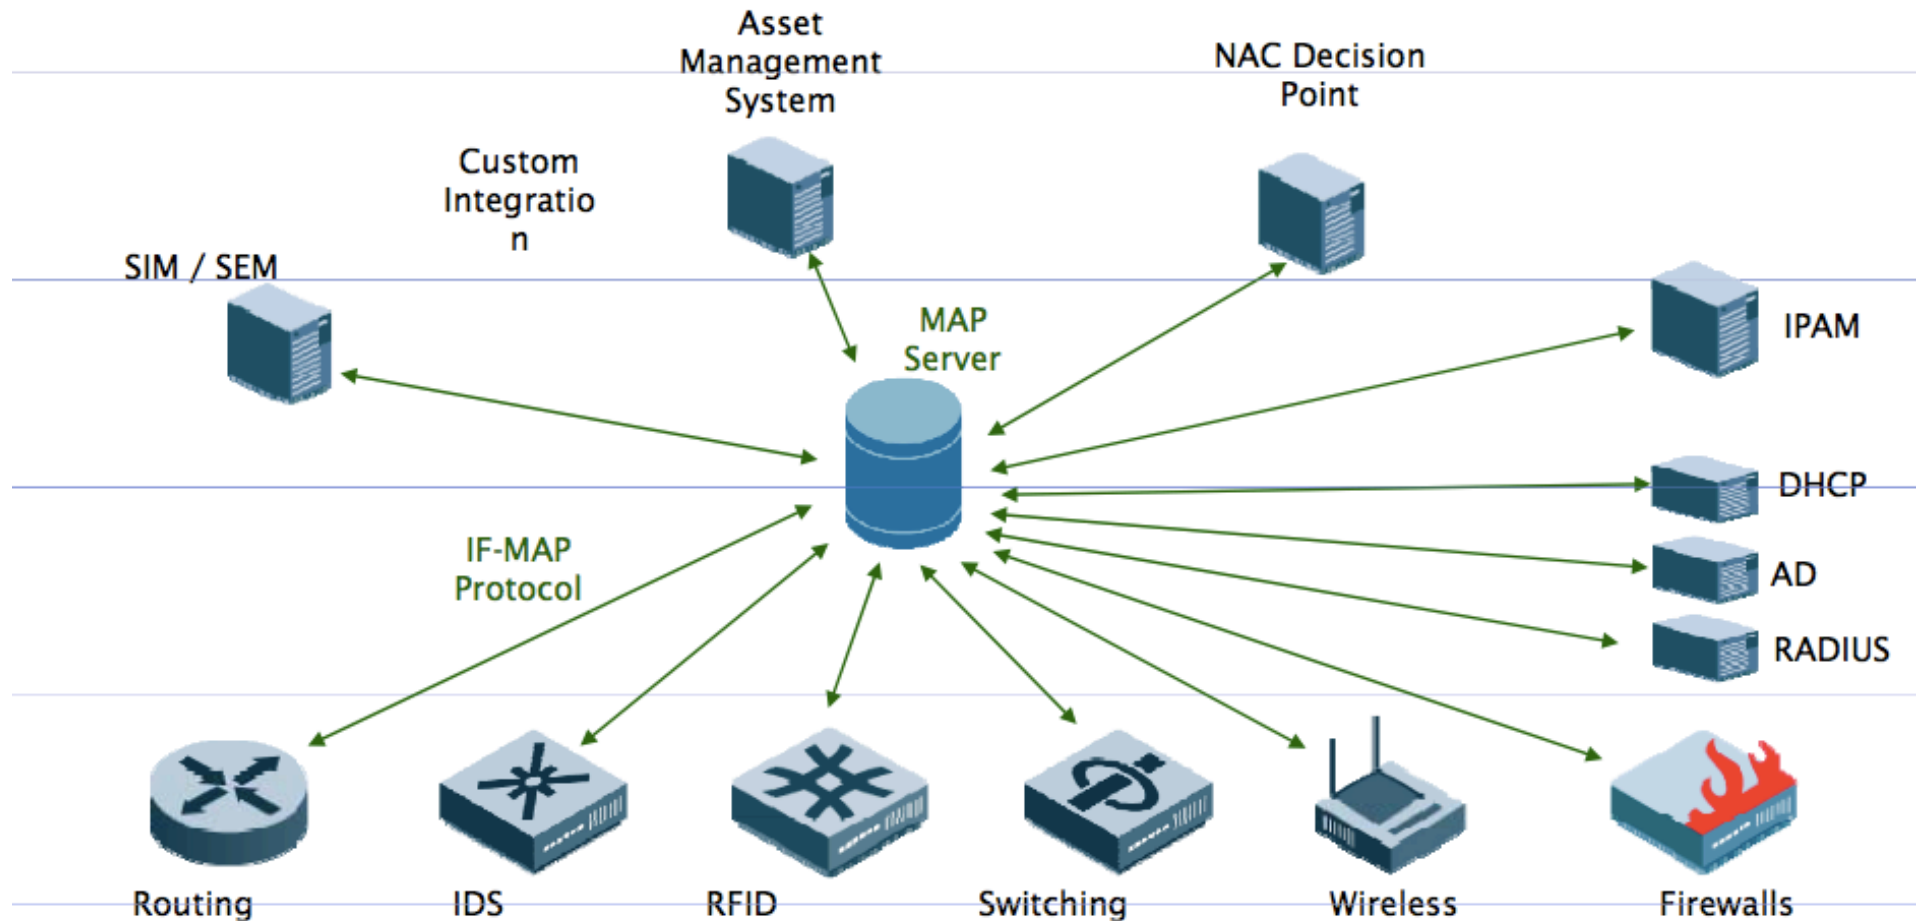 Asset
Management
System
NAC Decision
Point
Custom
Integratio
n
SIM / SEM
MAP
Server
IPAM
DHCP
IF-MAP
Protocol
AD
RADIUS
Routing
IDS
RFID
Switching
Wireless
Firewalls